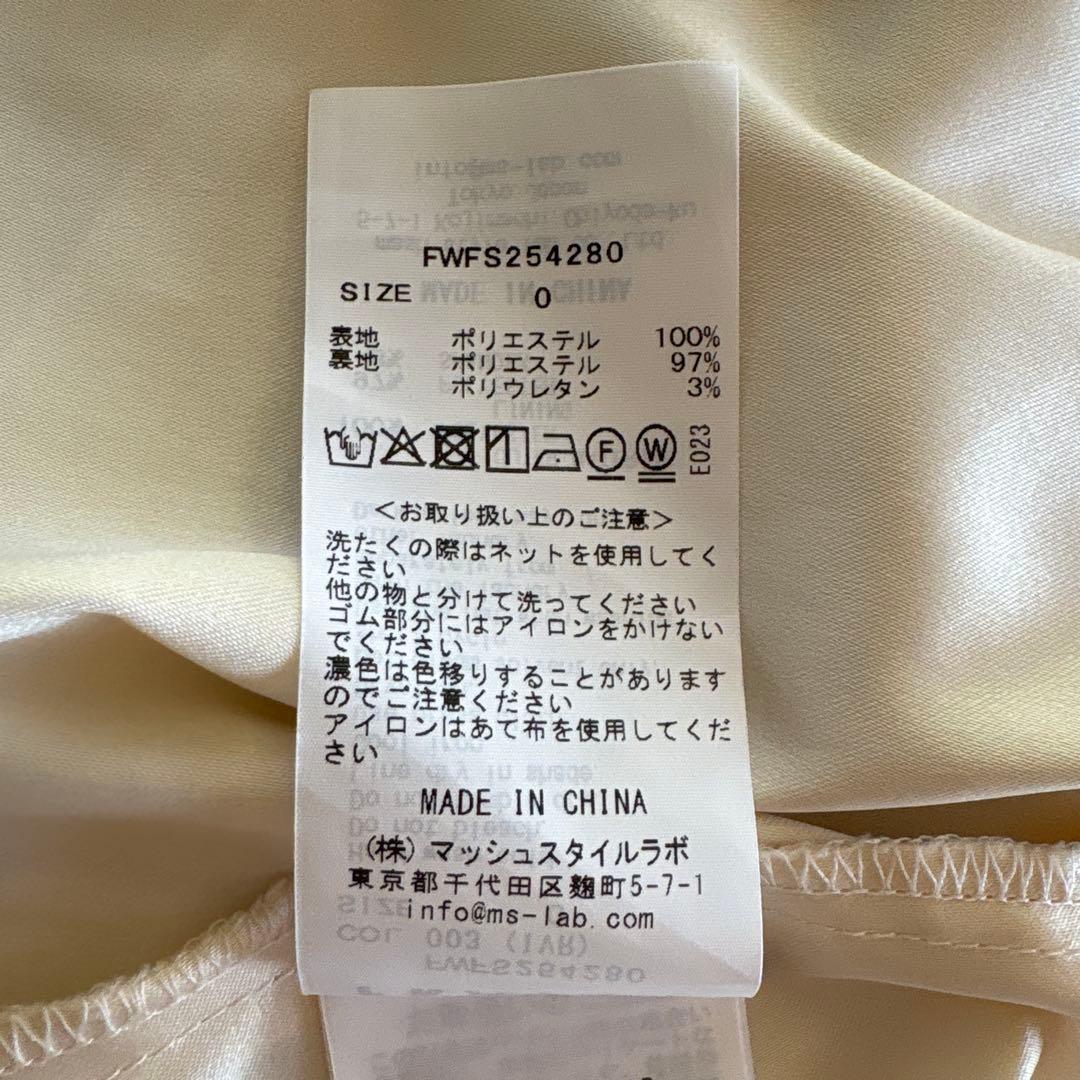 FWFS254280
SIZE 0
表地 ポリエステル 100%
裏地 ポリエステル 97%
ポリウレタン 3%
F W E023
＜お取り扱い上のご注意＞
洗たくの際はネットを使用してく
ださい
他の物と分けて洗ってください
ゴム部分にはアイロンをかけない
でください
濃色は色移りすることがあります
のでご注意ください
アイロンはあて布を使用してくだ
さい
MADE IN CHINA
(株) マッシュスタイルラボ
東京都千代田区麹町5-7-1
info@ms-lab.com